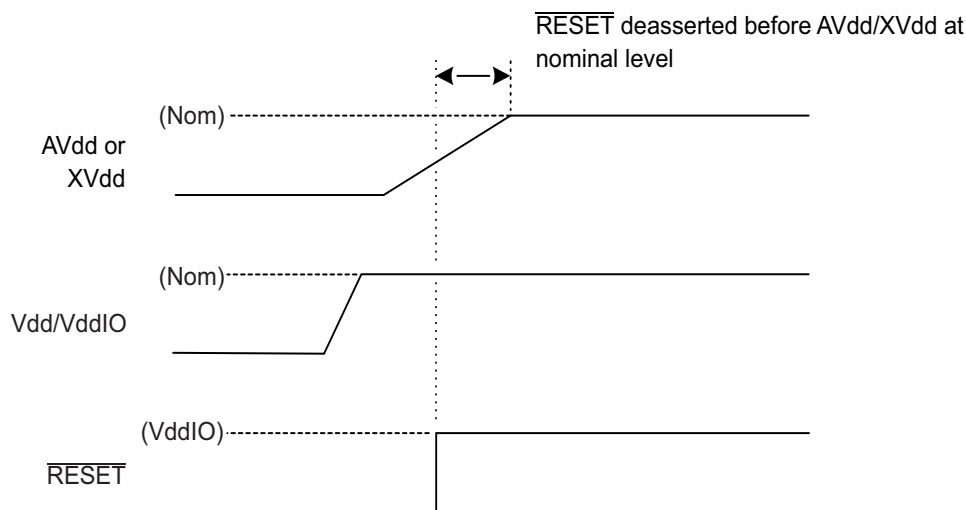 RESET deasserted before AVdd/XVdd at
nominal level
(Nom)
AVdd or
XVdd
(Nom)
Vdd/VddIO
(VddIO)
RESET